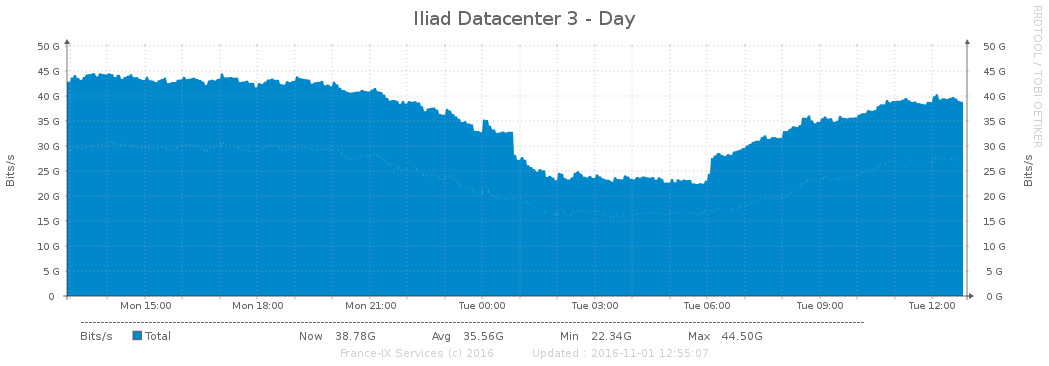 Iliad Datacenter 3 - Day
RRDTOOL / TOBI OETIKER
Bits/s
Bits/s
50 G 50 G
45 G 45 G
40 G 40 G
35 G 35 G
30 G 30 G
25 G 25 G
20 G 20 G
15 G 15 G
10 G 10 G
5 G 5 G
0 0 G
Mon 15:00 Mon 18:00 Mon 21:00 Tue 00:00 Tue 03:00 Tue 06:00 Tue 09:00 Tue 12:00
Bits/s Total Now 38.78G Avg 35.56G Min 22.34G Max 44.50G
France-IX Services (c) 2016 Updated : 2016-11-01 12:55:07